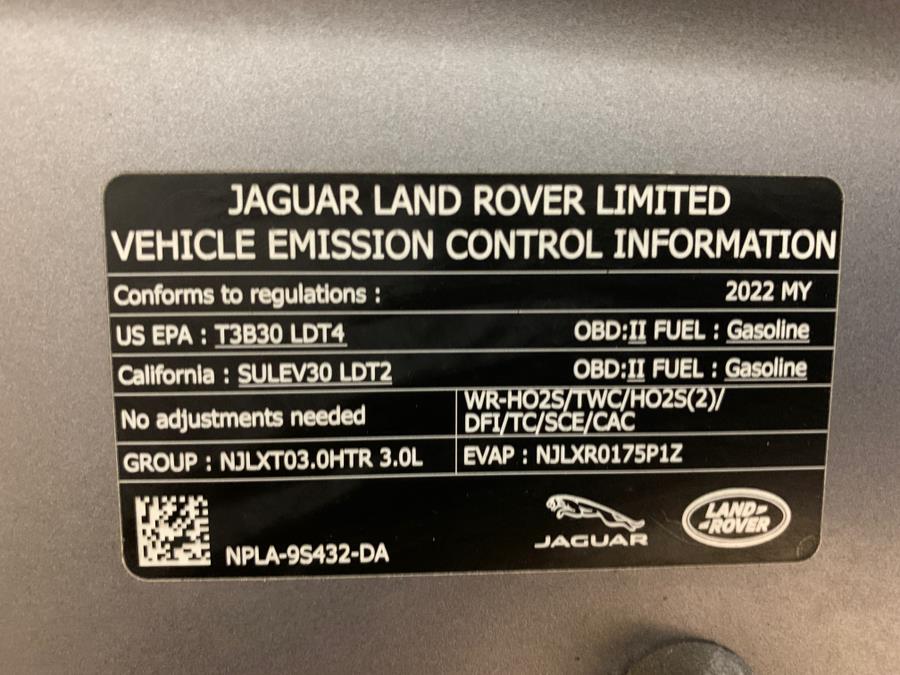 JAGUAR LAND ROVER LIMITED
VEHICLE EMISSION CONTROL INFORMATION
Conforms to regulations : 2022 MY
US EPA : T3B30 LDT4 OBD:II FUEL : Gasoline
California : SULEV30 LDT2 OBD:II FUEL : Gasoline
No adjustments needed
WR-HO2S/TWC/HO2S(2)/
DFI/TC/SCE/CAC
GROUP : NJLXT03.0HTR 3.0L
EVAP : NJLXR0175P1Z
NPLA-9S432-DA
JAGUAR
LAND-
-ROVER